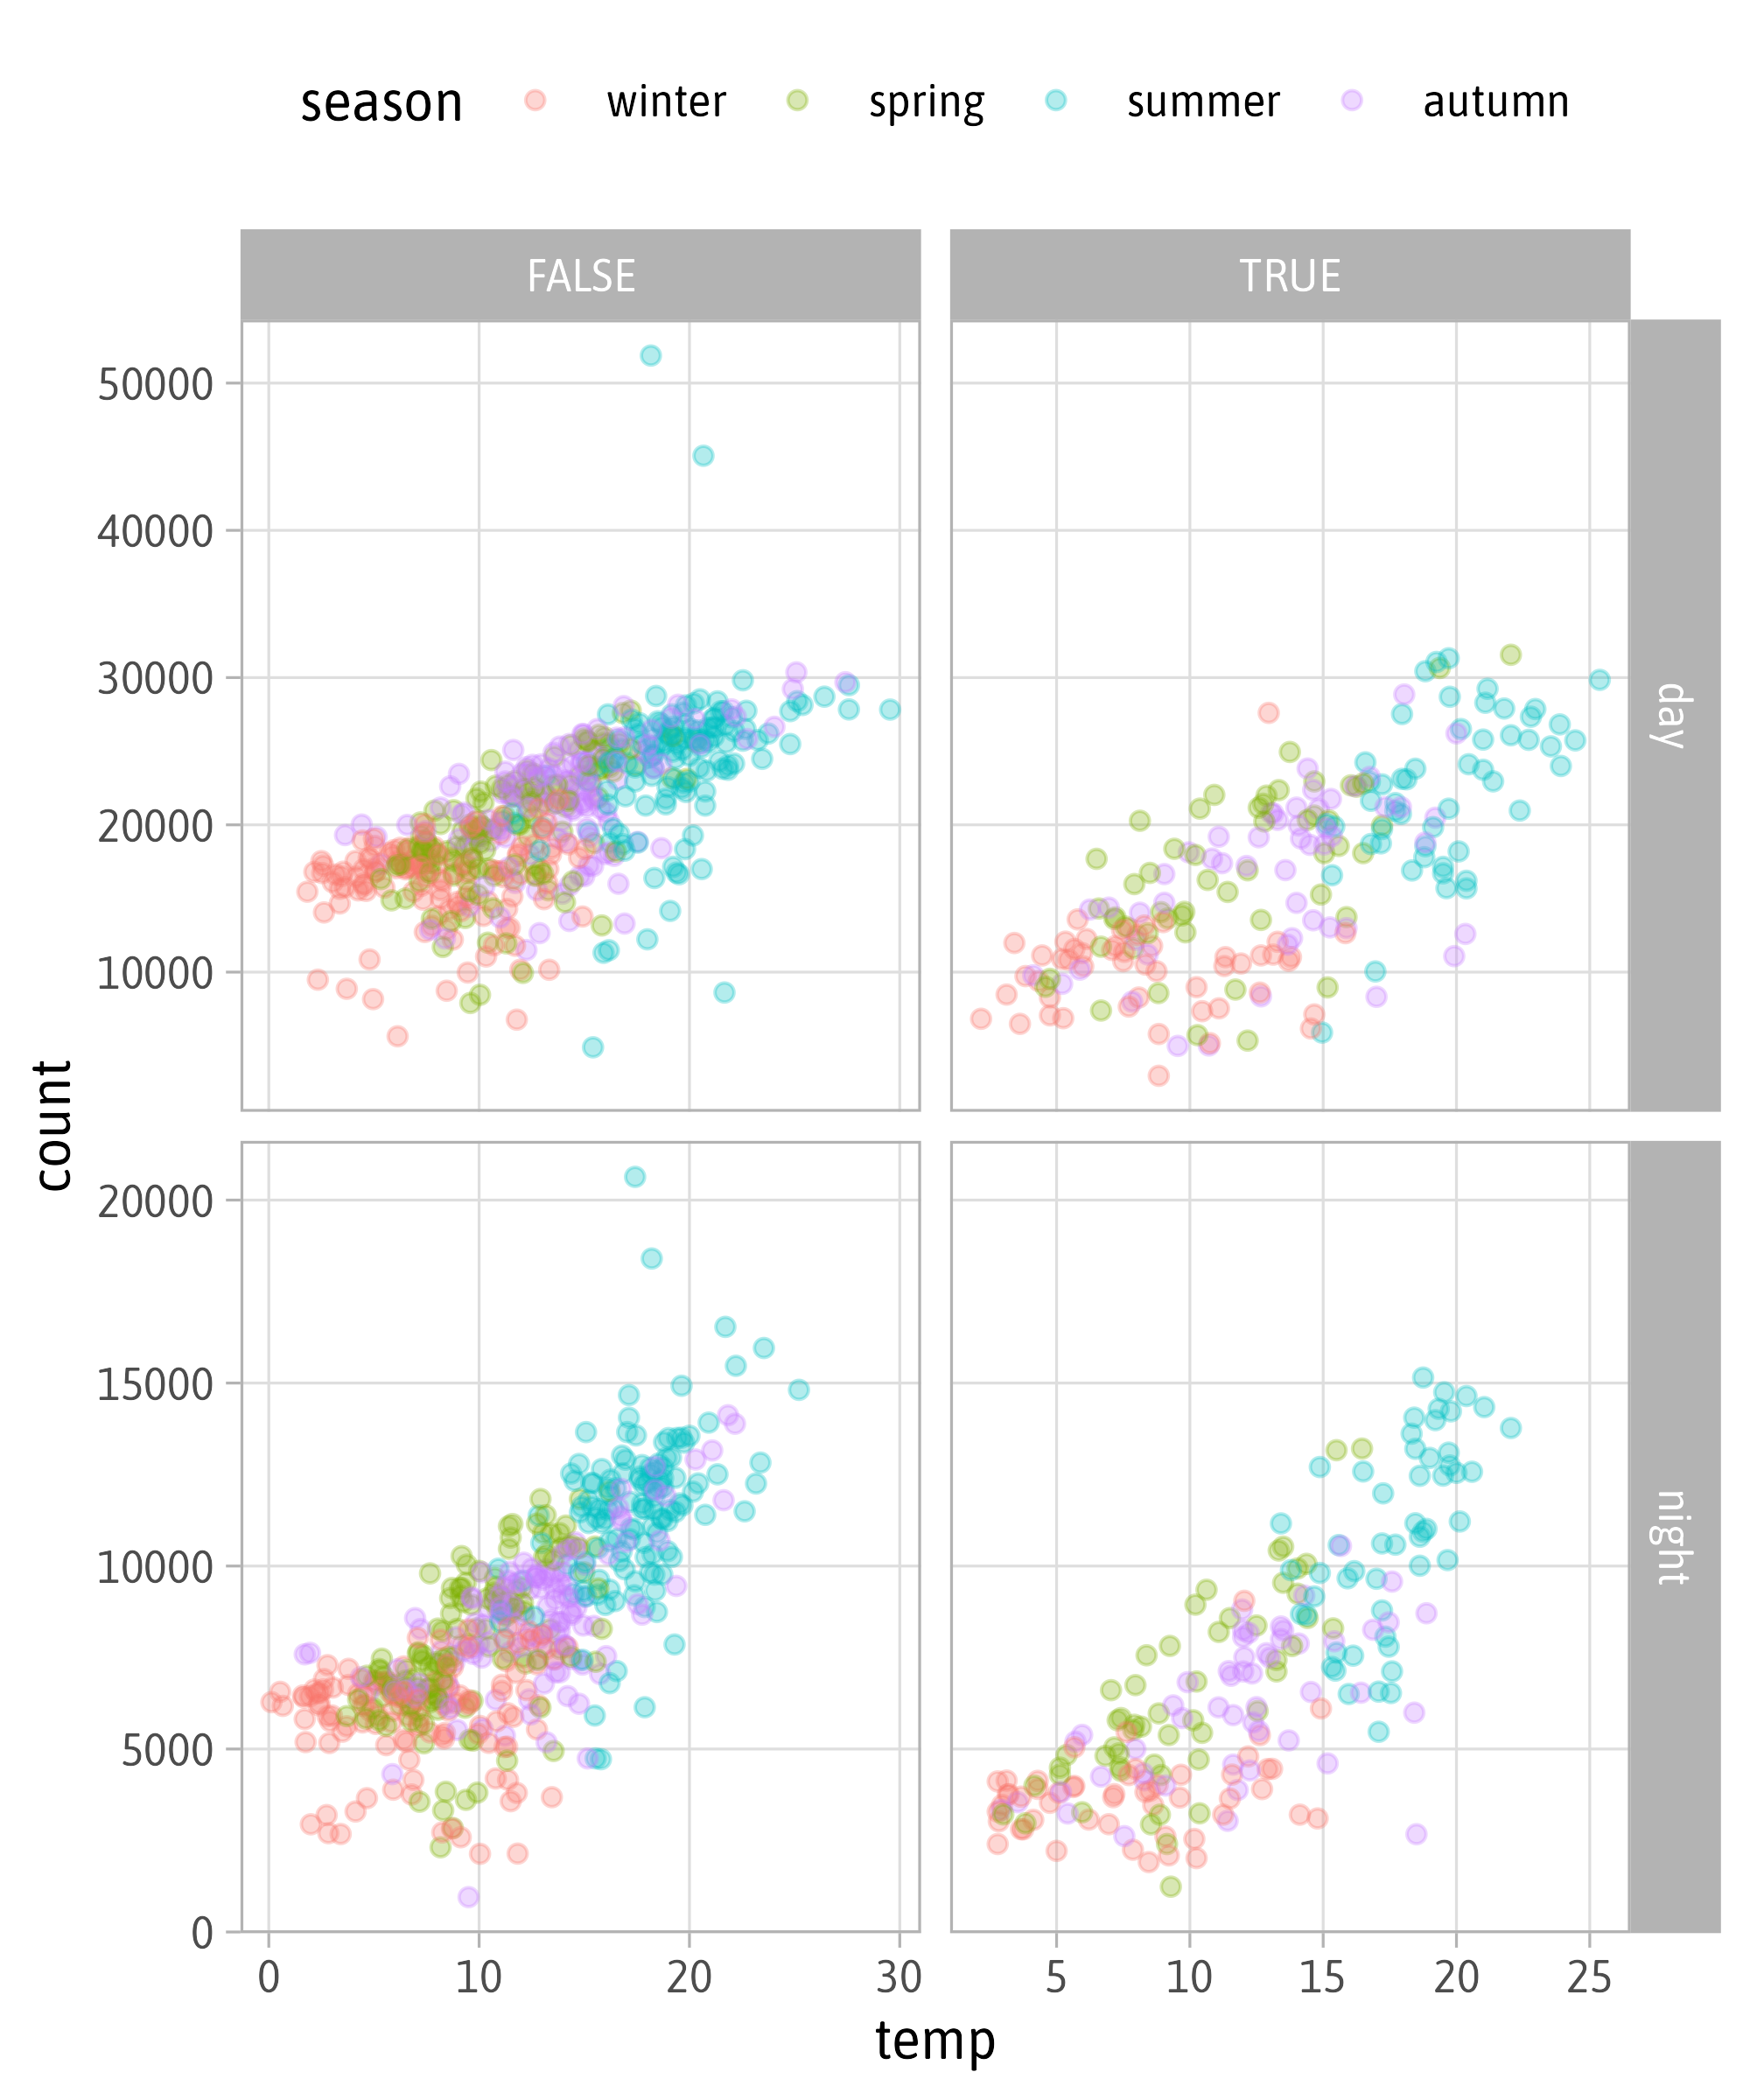 season winter spring summer autumn
FALSE TRUE
day
50000
40000
30000
20000
10000
count
night
20000
15000
10000
5000
0
0 10 20 30 5 10 15 20 25
temp